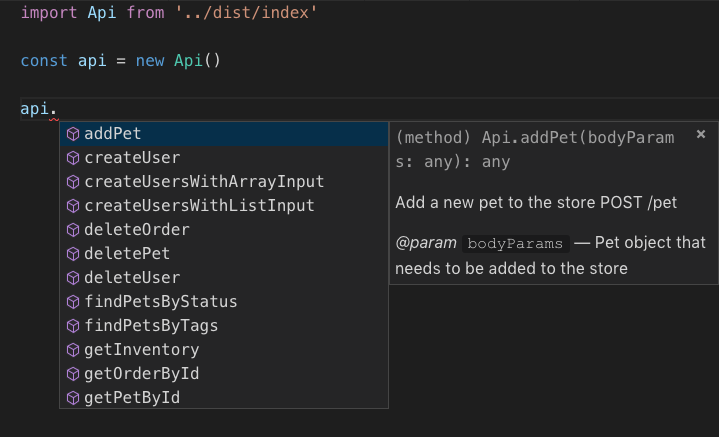 import Api from '../dist/index'
const api = new Api()
api.
addPet
createUser
createUsersWithArrayInput
createUsersWithListInput
deleteOrder
deletePet
deleteUser
findPetsByStatus
findPetsByTags
getInventory
getOrderById
getPetById
(method) Api.addPet(bodyParam
s: any): any
×
Add a new pet to the store POST /pet
@param bodyParams — Pet object that
needs to be added to the store